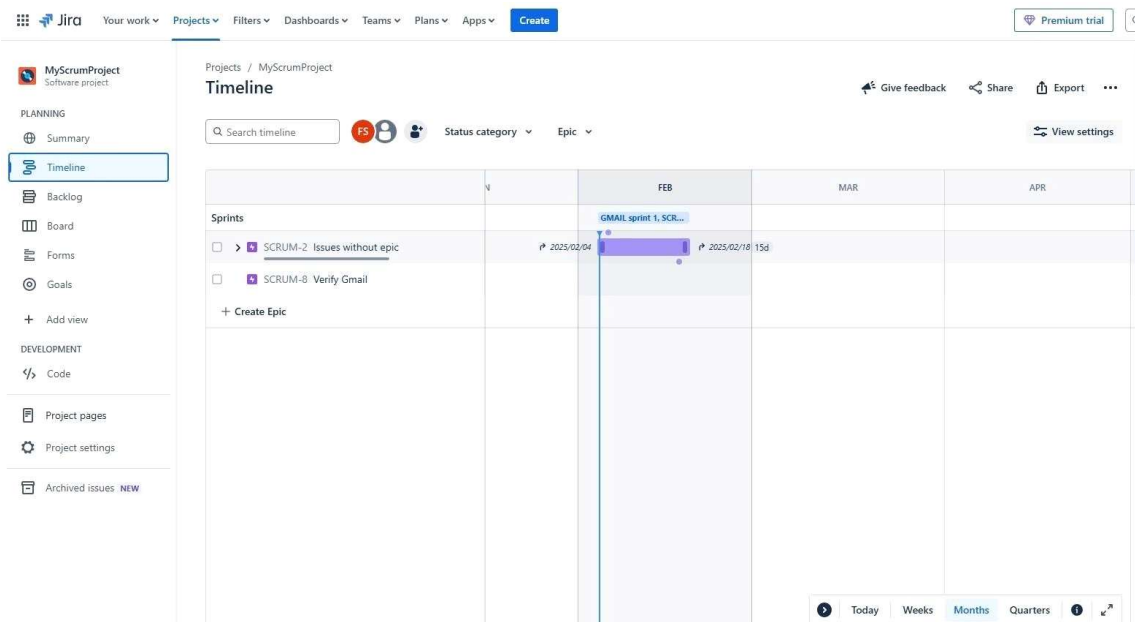 Jira Your work Projects Filters Dashboards Teams Plans Apps Create Premium trial
MyScrumProject
Software project
PLANNING
Summary
Timeline
Backlog
Board
Forms
Goals
Add view
DEVELOPMENT
Code
Project pages
Project settings
Archived issues NEW
Projects / MyScrumProject
Timeline
Give feedback Share Export
Search timeline FS Status category Epic View settings
FEB MAR APR
Sprints GMAIL sprint 1, SCR...
SCRUM-2 Issues without epic 2025/02/04 2025/02/18 15d
SCRUM-8 Verify Gmail
+ Create Epic
Today Weeks Months Quarters